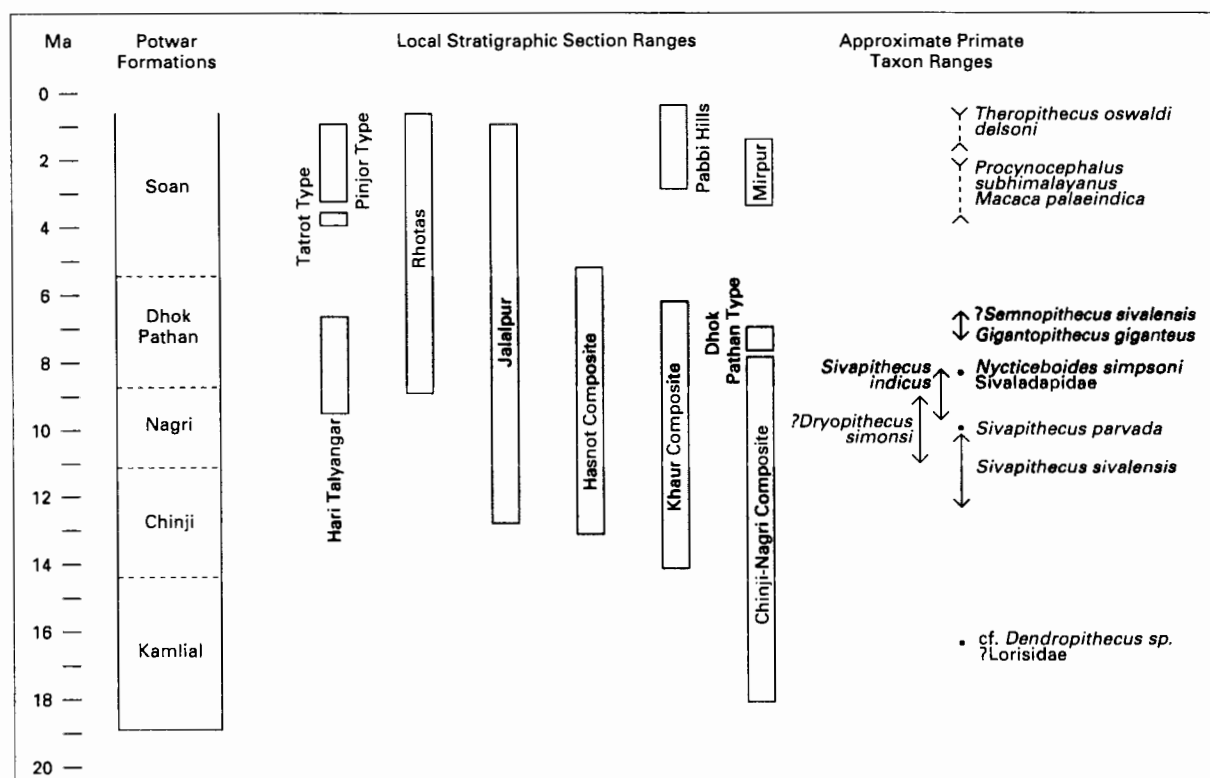 Ma
Potwar
Formations
Local Stratigraphic Section Ranges
Approximate Primate
Taxon Ranges
0
2
4
6
8
10
12
14
16
18
20
Soan
Dhok
Pathan
Nagri
Chinji
Kamlial
Tatrot Type
Pinjor Type
Hari Talyangar
Rhotas
Jalalpur
Hasnot Composite
Pabbi Hills
Khaur Composite
Mirpur
Dhok
Pathan Type
Chinji-Nagri Composite
Theropithecus oswaldi
delsoni
Procynocephalus
subhimalayanus
Macaca palaeindica
?Semnopithecus sivalensis
Gigantopithecus giganteus
Sivapithecus
indicus
Nycticeboides simpsoni
Sivaladapidae
?Dryopithecus
simonsi
Sivapithecus parvada
Sivapithecus sivalensis
cf. Dendropithecus sp.
?Lorisidae